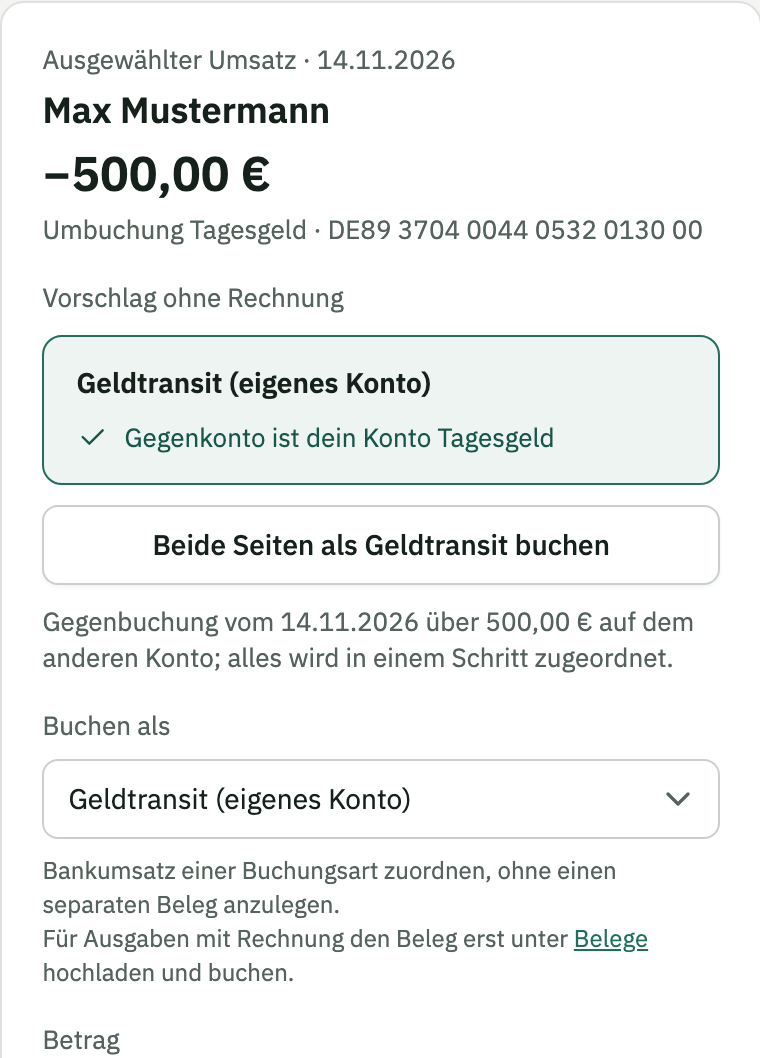 Ausgewählter Umsatz · 14.11.2026
Max Mustermann
–500,00 €
Umbuchung Tagesgeld · DE89 3704 0044 0532 0130 00
Vorschlag ohne Rechnung
Geldtransit (eigenes Konto)
Gegenkonto ist dein Konto Tagesgeld
Beide Seiten als Geldtransit buchen
Gegenbuchung vom 14.11.2026 über 500,00 € auf dem
anderen Konto; alles wird in einem Schritt zugeordnet.
Buchen als
Geldtransit (eigenes Konto)
Bankumsatz einer Buchungsart zuordnen, ohne einen
separaten Beleg anzulegen.
Für Ausgaben mit Rechnung den Beleg erst unter Belege
hochladen und buchen.
Betrag